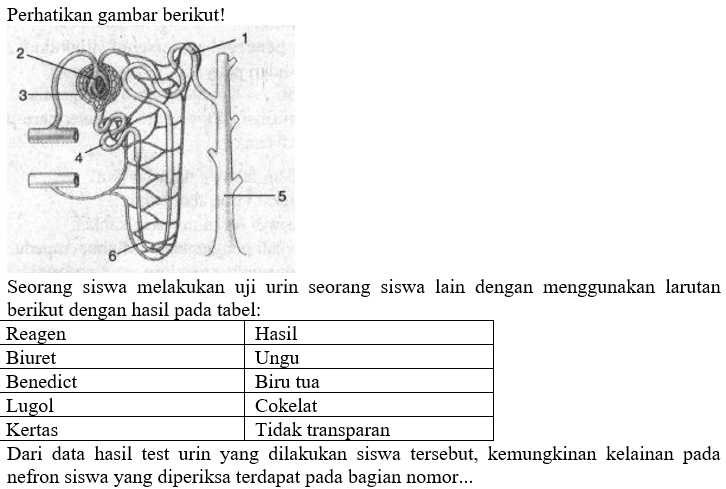 Perhatikan gambar berikut!
1
2
3
4
5
6
Seorang siswa melakukan uji urin seorang siswa lain dengan menggunakan larutan
berikut dengan hasil pada tabel:
Reagen Hasil
Biuret Ungu
Benedict Biru tua
Lugol Cokelat
Kertas Tidak transparan
Dari data hasil test urin yang dilakukan siswa tersebut, kemungkinan kelainan pada
nefron siswa yang diperiksa terdapat pada bagian nomor...